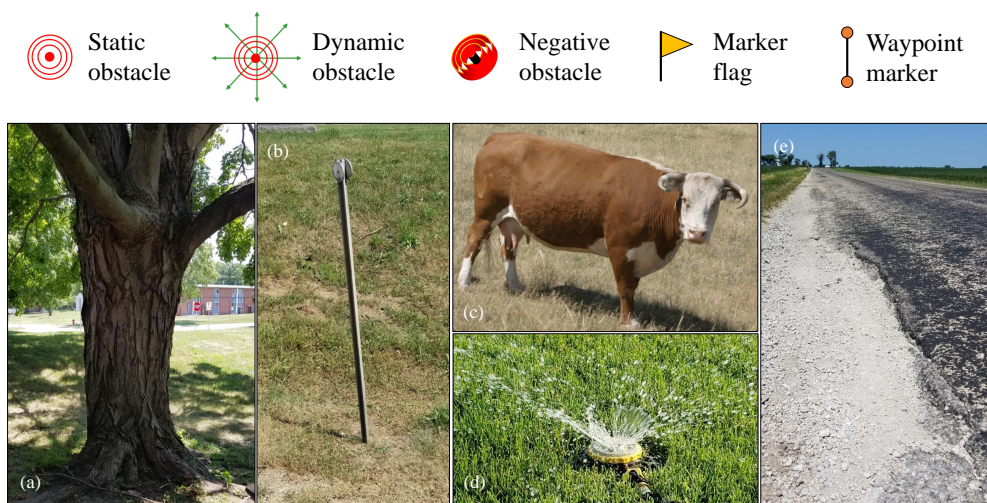 Static
obstacle
Dynamic
obstacle
Negative
obstacle
Marker
flag
Waypoint
marker
(a)
(b)
(c)
(d)
(e)